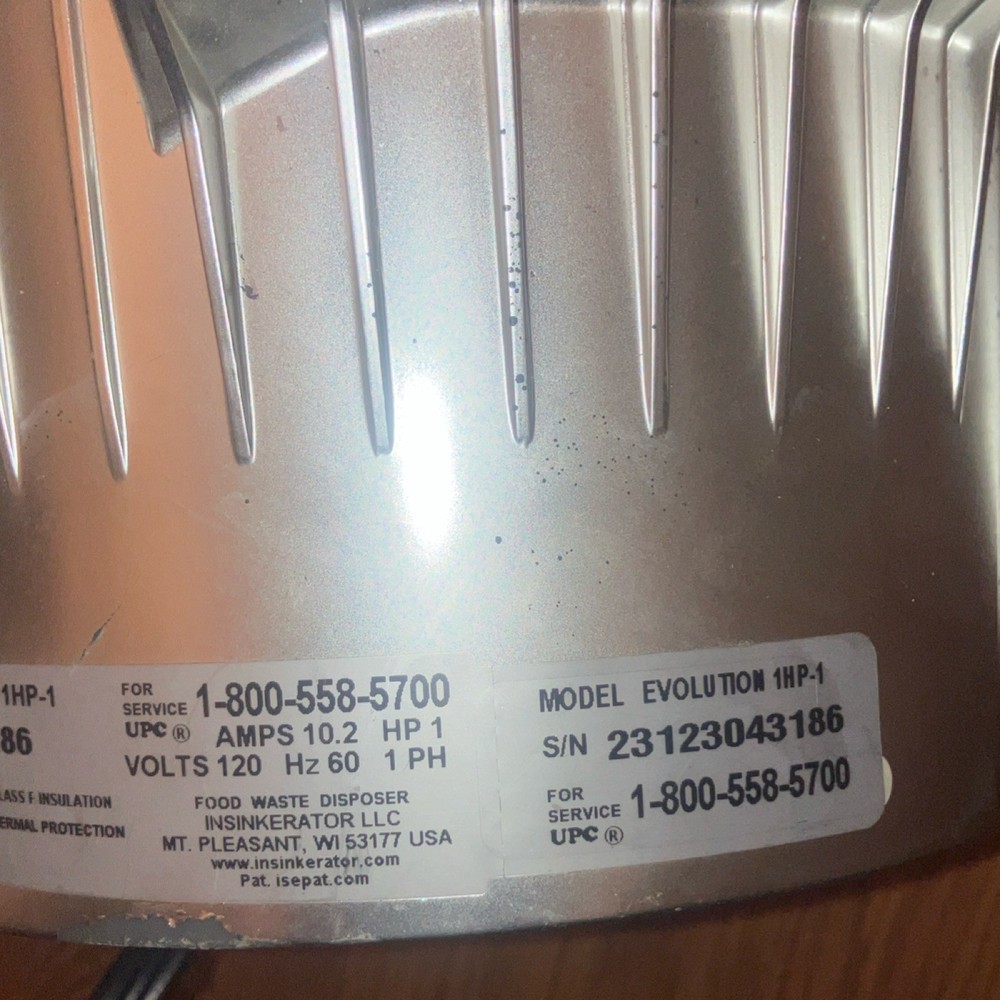 1HP-1
86
LASS F INSULATION
ERMAL PROTECTION
FOR SERVICE 1-800-558-5700
UPC ® AMPS 10.2 HP 1
VOLTS 120 Hz 60 1 PH
FOOD WASTE DISPOSER
INSINKERATOR LLC
MT. PLEASANT, WI 53177 USA
www.insinkerator.com
Pat. isepat.com
MODEL EVOLUTION 1HP-1
S/N 23123043186
FOR SERVICE 1-800-558-5700
UPC ®